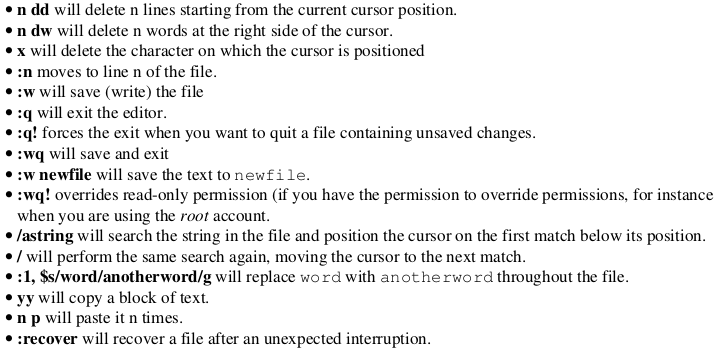 • n dd will delete n lines starting from the current cursor position.
• n dw will delete n words at the right side of the cursor.
• x will delete the character on which the cursor is positioned
• :n moves to line n of the file.
• :w will save (write) the file
• :q will exit the editor.
• :q! forces the exit when you want to quit a file containing unsaved changes.
• :wq will save and exit
• :w newfile will save the text to newfile.
• :wq! overrides read-only permission (if you have the permission to override permissions, for instance
when you are using the root account.
• /astring will search the string in the file and position the cursor on the first match below its position.
• / will perform the same search again, moving the cursor to the next match.
• :1, $s/word/anotherword/g will replace word with anotherword throughout the file.
• yy will copy a block of text.
• n p will paste it n times.
• :recover will recover a file after an unexpected interruption.